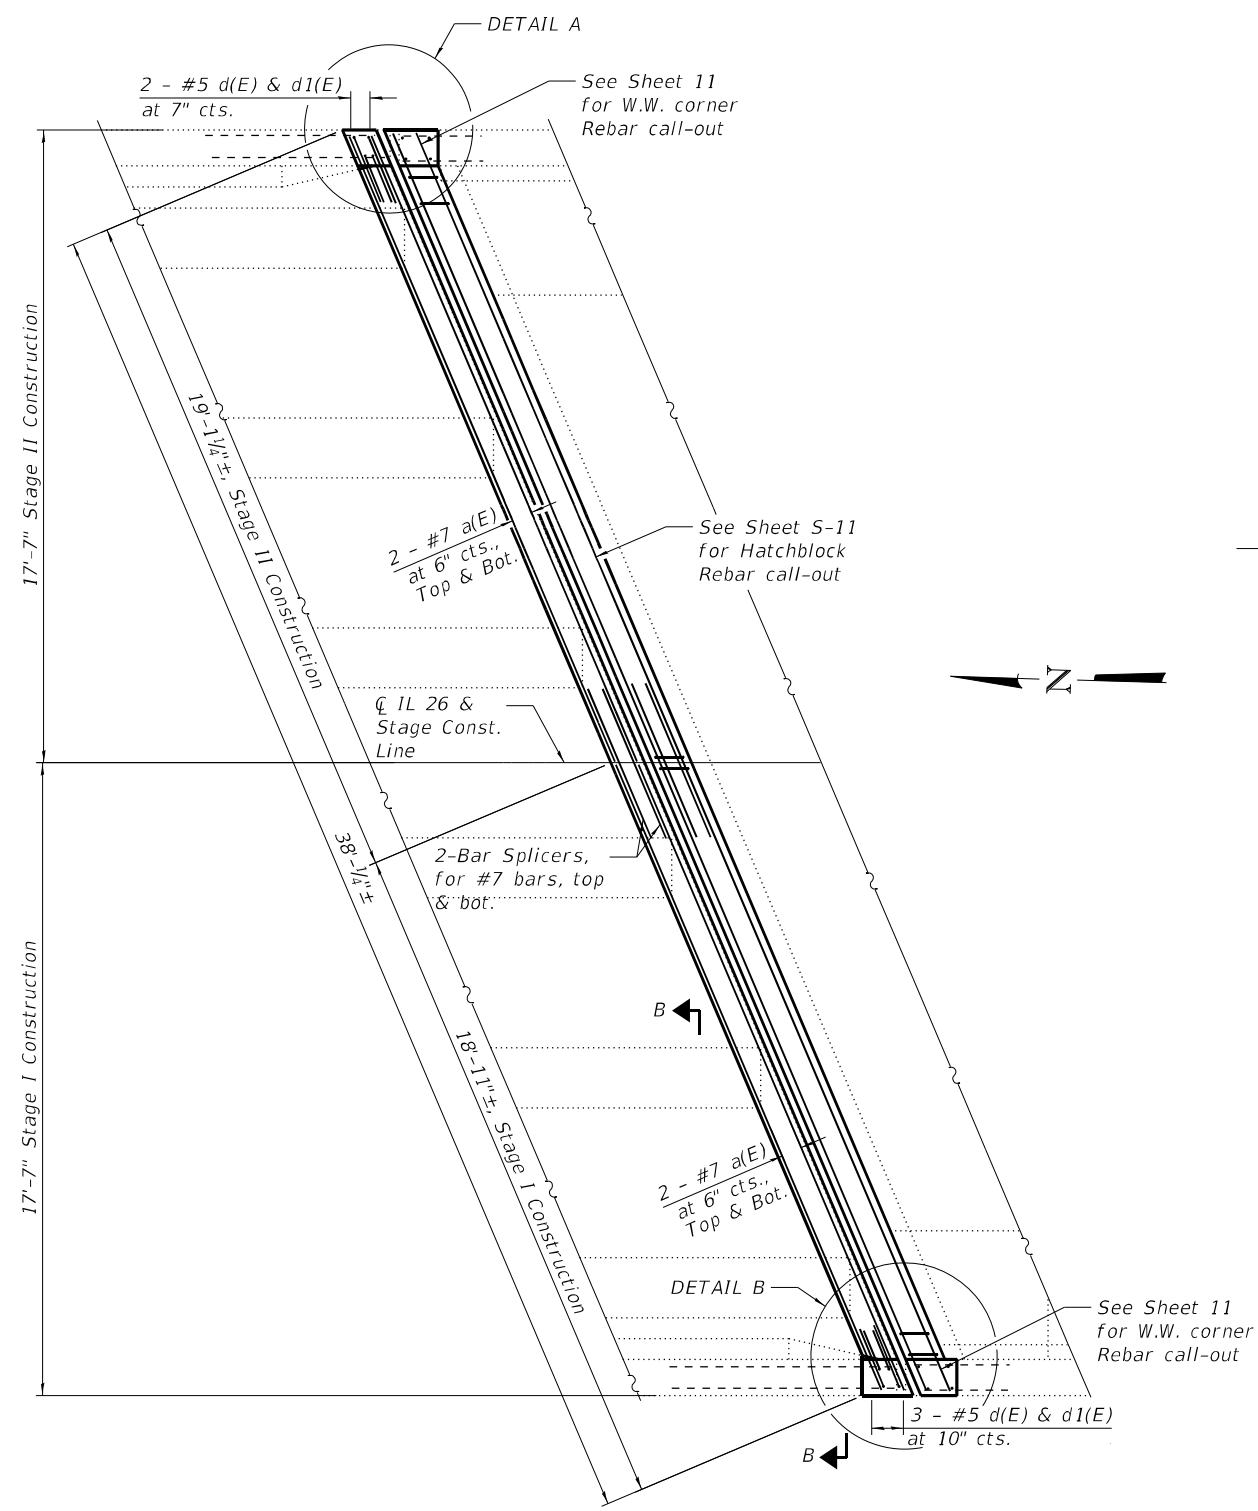 DETAIL A
2 - #5 d(E) & d1(E)
at 7" cts.
See Sheet 11
for W.W. corner
Rebar call-out
17'-7" Stage II Construction
19'-1¼"±, Stage II Construction
2 - #7 a(E)
at 6" cts.,
Top & Bot.
See Sheet S-11
for Hatchblock
Rebar call-out
N
℄ IL 26 &
Stage Const.
Line
38'-¼"±
2-Bar Splicers,
for #7 bars, top
& bot.
17'-7" Stage I Construction
B
18'-11"±, Stage I Construction
2 - #7 a(E)
at 6" cts.,
Top & Bot.
DETAIL B
See Sheet 11
for W.W. corner
Rebar call-out
3 - #5 d(E) & d1(E)
at 10" cts.
B